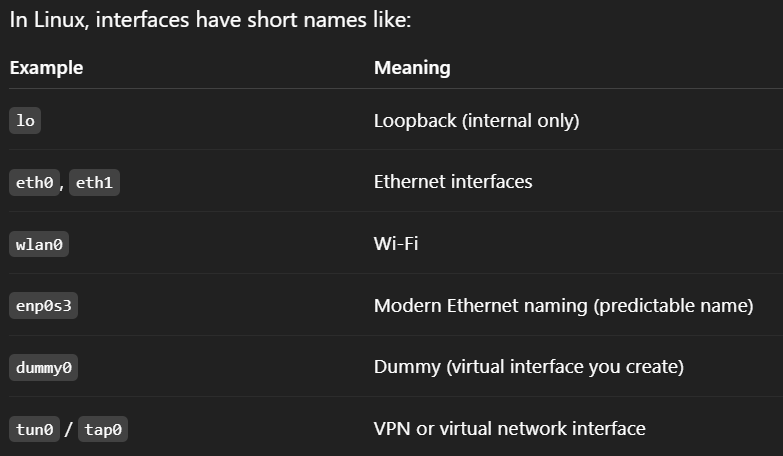 In Linux, interfaces have short names like:
Example Meaning
lo Loopback (internal only)
eth0, eth1 Ethernet interfaces
wlan0 Wi-Fi
enp0s3 Modern Ethernet naming (predictable name)
dummy0 Dummy (virtual interface you create)
tun0 / tap0 VPN or virtual network interface